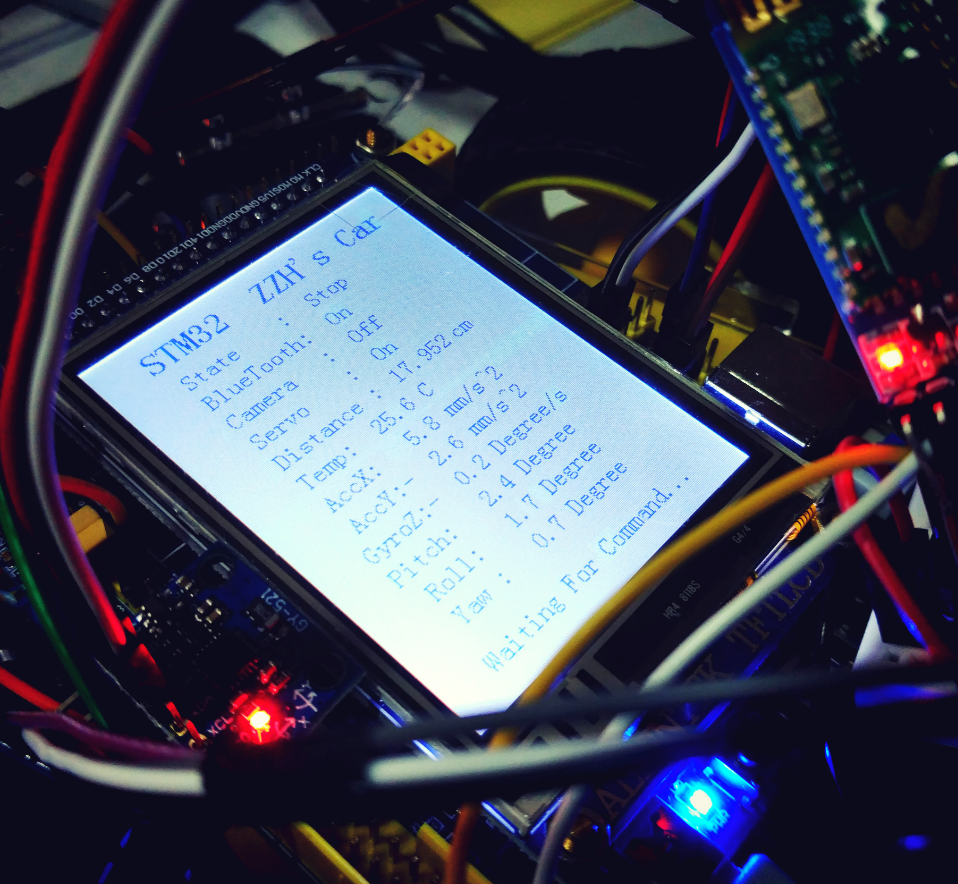 STM32 ZZH's Car
State : Stop
BlueTooth: On
Camera : Off
Servo : On
Distance : 17.952 cm
Temp: 25.6 C
AccX: 5.8 mm/s^2
AccY:- 2.6 mm/s^2
GyroZ:- 0.2 Degree/s
Pitch: 2.4 Degree
Roll: 1.7 Degree
Yaw : 0.7 Degree
Waiting For Command...
GY-521
XCL